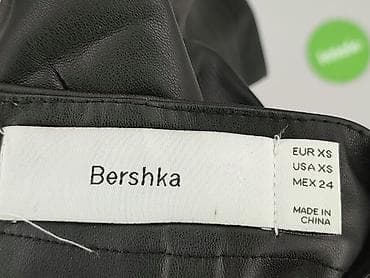 Bershka
EUR XS
USA XS
MEX 24
MADE IN
CHINA